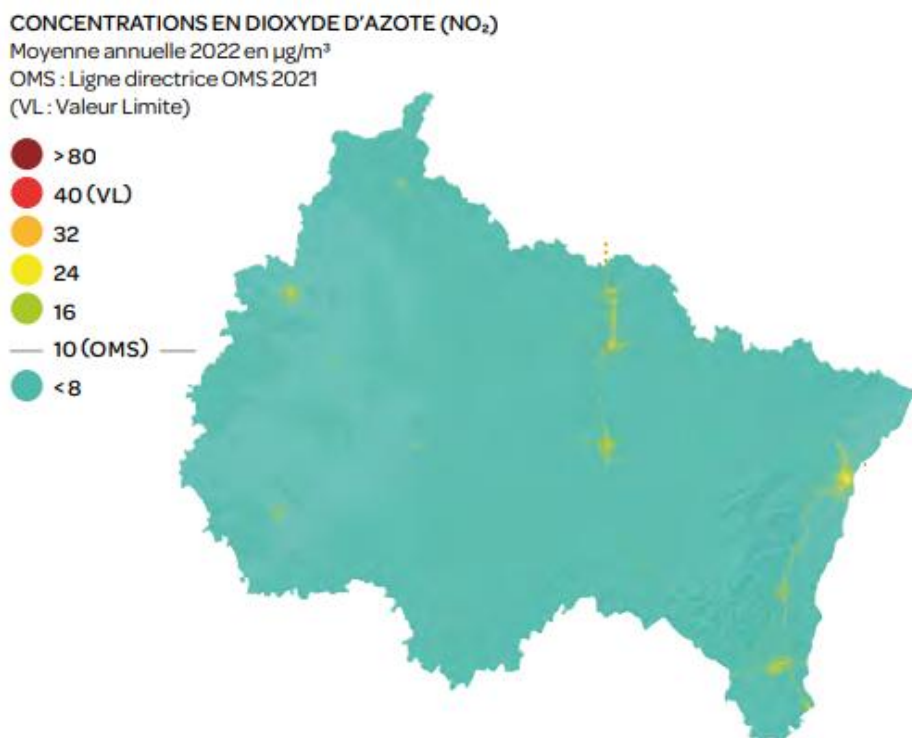 CONCENTRATIONS EN DIOXYDE D'AZOTE (NO₂)
Moyenne annuelle 2022 en µg/m³
OMS : Ligne directrice OMS 2021
(VL : Valeur Limite)
> 80
40 (VL)
32
24
16
10 (OMS)
< 8